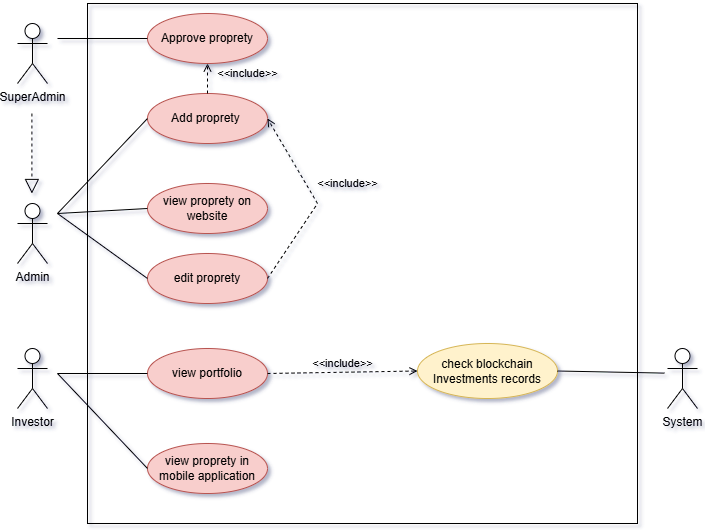 Approve proprety
<<include>>
SuperAdmin
Add proprety
<<include>>
view proprety on
website
Admin
edit proprety
<<include>>
view portfolio
check blockchain
Investments records
Investor
System
view proprety in
mobile application